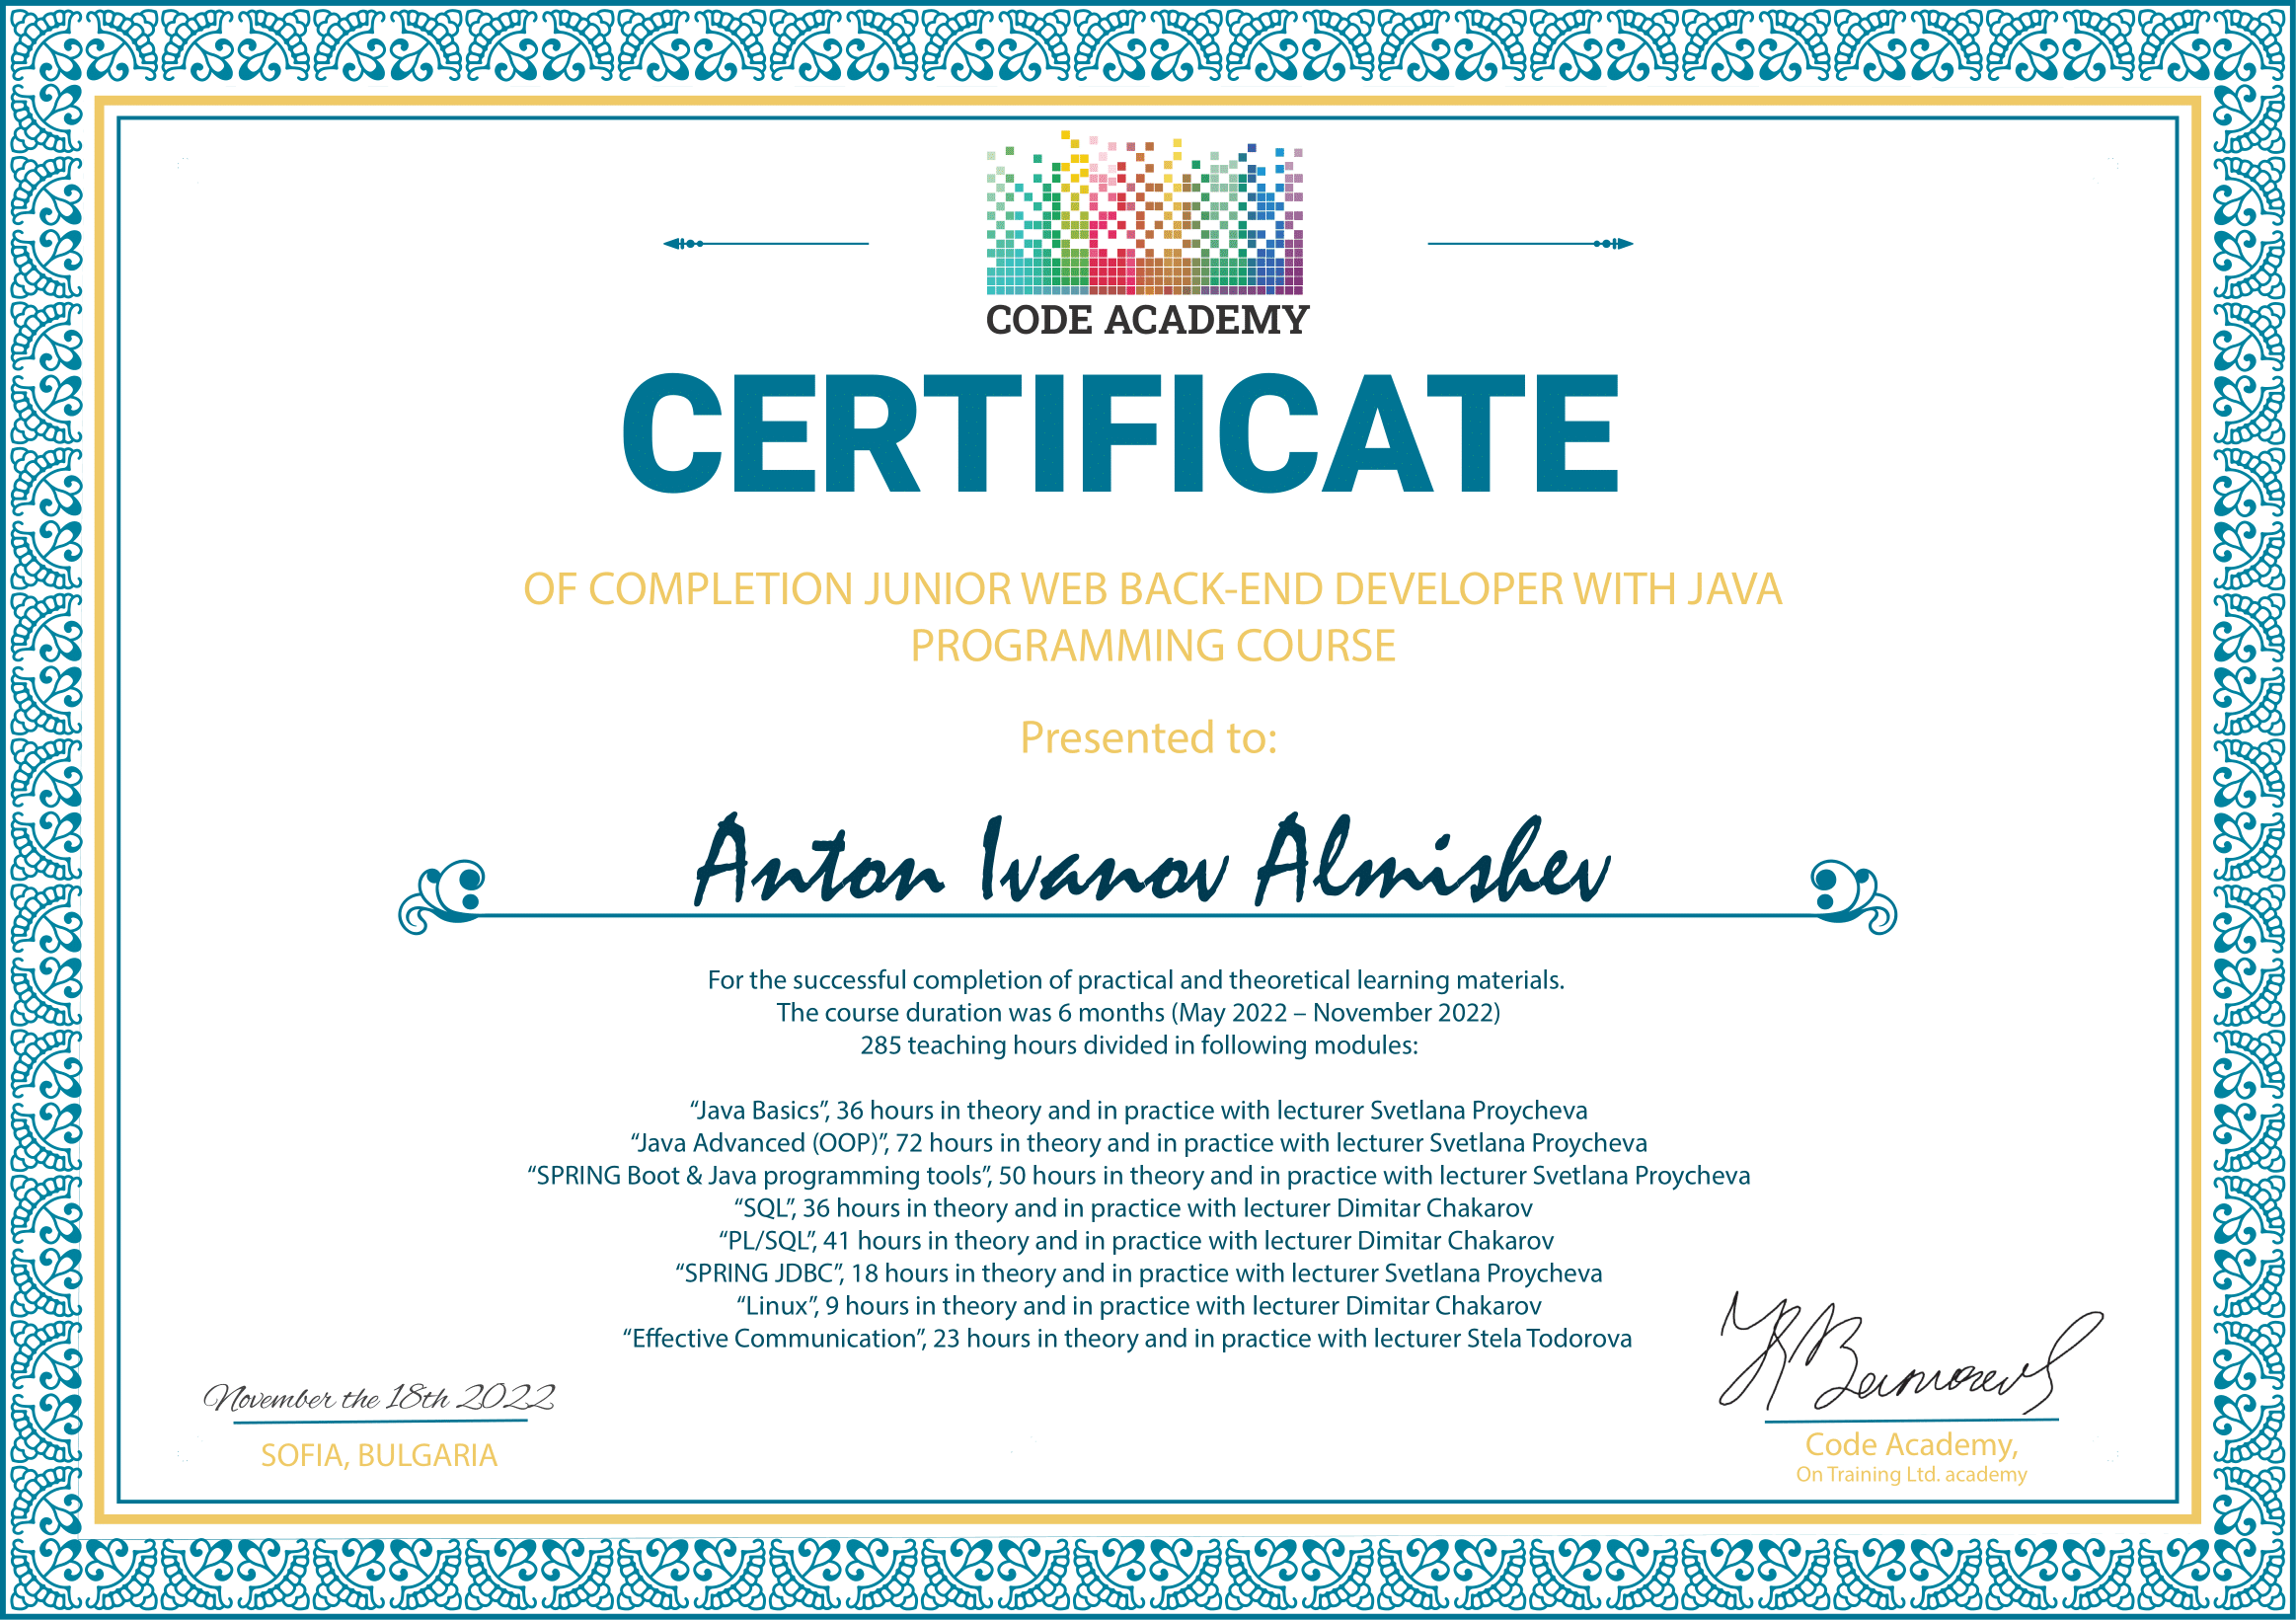 CODE ACADEMY
CERTIFICATE
OF COMPLETION JUNIOR WEB BACK-END DEVELOPER WITH JAVA
PROGRAMMING COURSE
Presented to:
Anton Ivanov Almishev
For the successful completion of practical and theoretical learning materials.
The course duration was 6 months (May 2022 – November 2022)
285 teaching hours divided in following modules:
“Java Basics”, 36 hours in theory and in practice with lecturer Svetlana Proycheva
“Java Advanced (OOP)”, 72 hours in theory and in practice with lecturer Svetlana Proycheva
“SPRING Boot & Java programming tools”, 50 hours in theory and in practice with lecturer Svetlana Proycheva
“SQL”, 36 hours in theory and in practice with lecturer Dimitar Chakarov
“PL/SQL”, 41 hours in theory and in practice with lecturer Dimitar Chakarov
“SPRING JDBC”, 18 hours in theory and in practice with lecturer Svetlana Proycheva
“Linux”, 9 hours in theory and in practice with lecturer Dimitar Chakarov
“Effective Communication”, 23 hours in theory and in practice with lecturer Stela Todorova
November the 18th 2022
SOFIA, BULGARIA
Code Academy,
On Training Ltd. academy